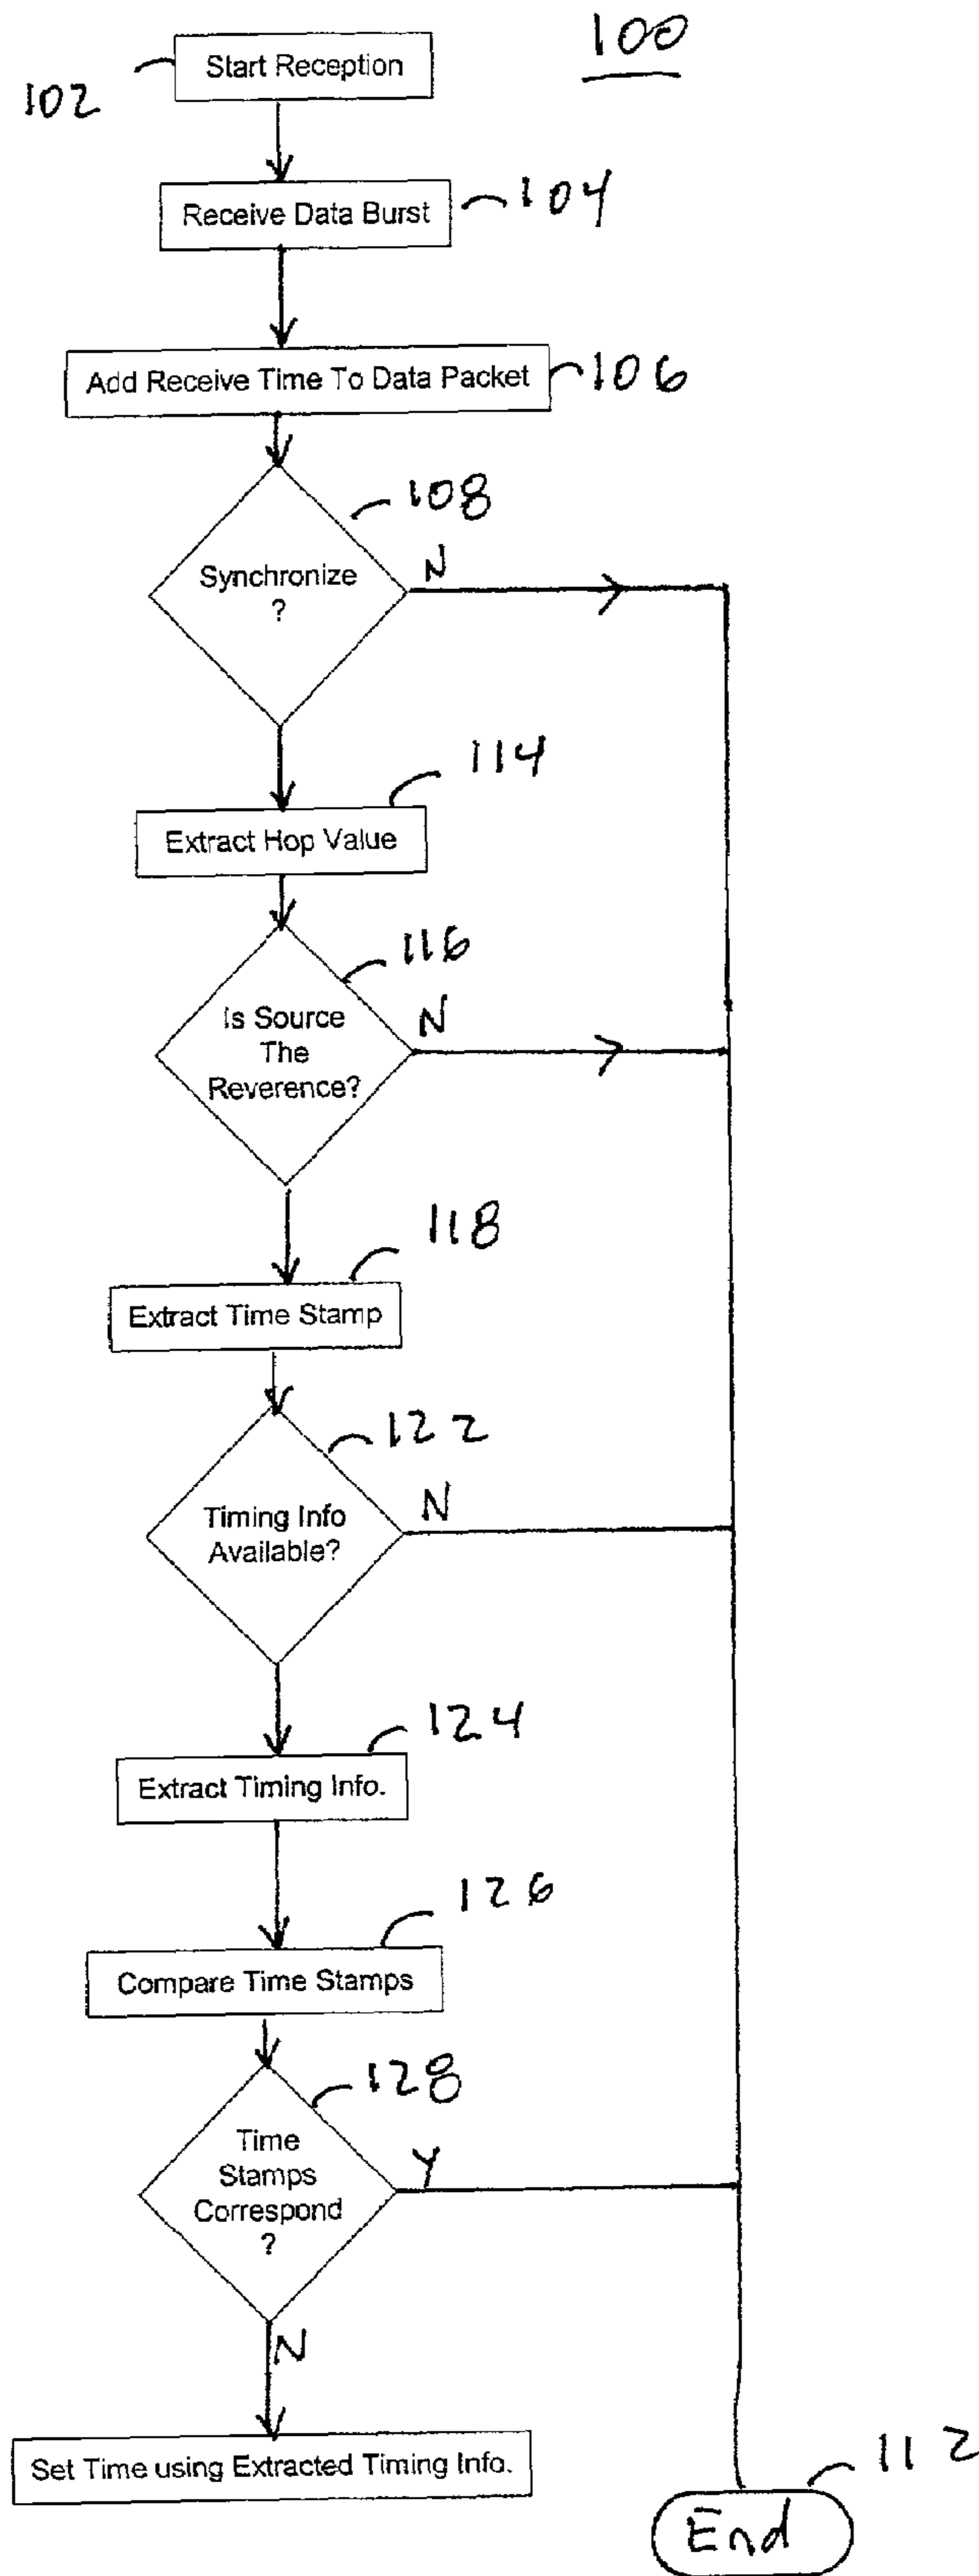 100
Start Reception
102
Receive Data Burst
104
Add Receive Time To Data Packet
106
108
Synchronize
?
N
114
Extract Hop Value
116
Is Source
The
Reverence?
N
118
Extract Time Stamp
122
Timing Info
Available?
N
124
Extract Timing Info.
126
Compare Time Stamps
128
Time
Stamps
Correspond
?
Y
N
Set Time using Extracted Timing Info.
112
End